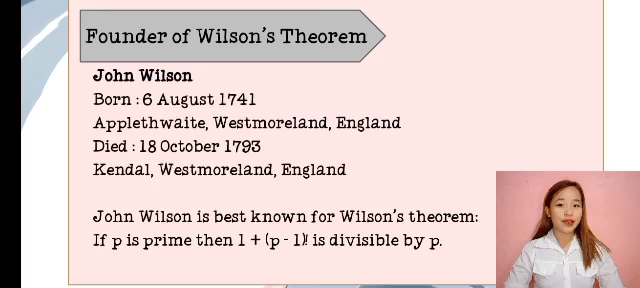 Founder of Wilson's Theorem
John Wilson
Born : 6 August 1741
Applethwaite, Westmoreland, England
Died : 18 October 1793
Kendal, Westmoreland, England
John Wilson is best known for Wilson's theorem:
If p is prime then 1 + (p - 1)! is divisible by p.